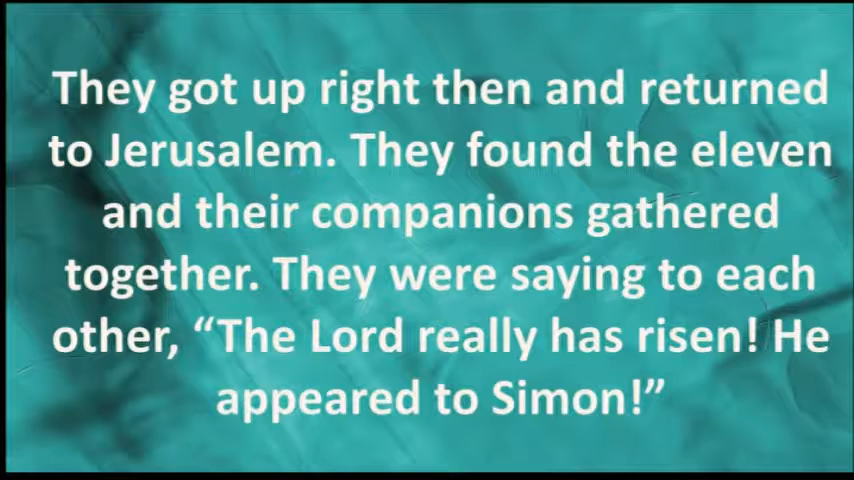 They got up right then and returned
to Jerusalem. They found the eleven
and their companions gathered
together. They were saying to each
other, “The Lord really has risen! He
appeared to Simon!”